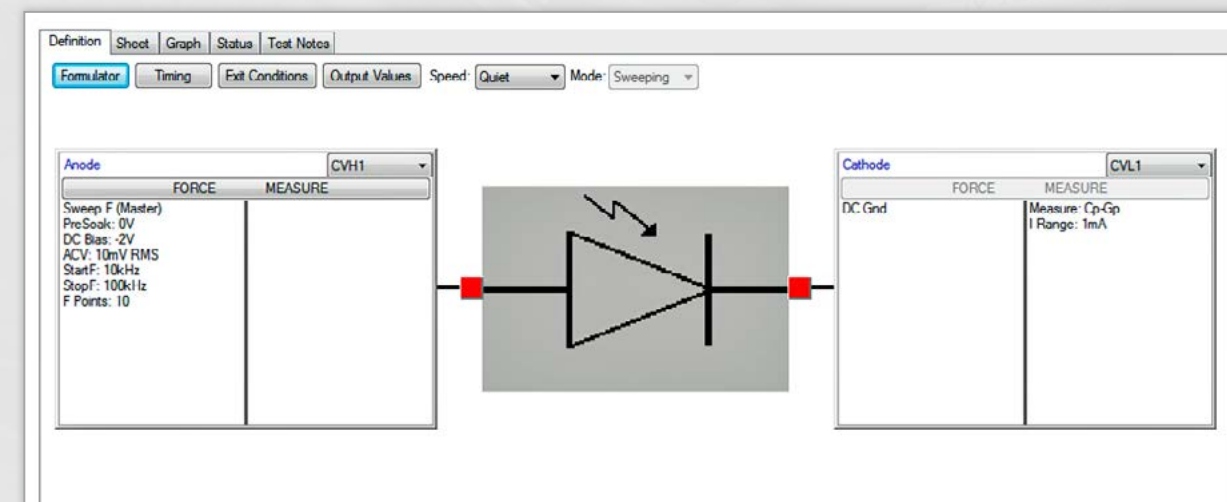 Definition Sheet Graph Status Test Notes
Formulator Timing Exit Conditions Output Values Speed: Quiet Mode: Sweeping
Anode CVH1
FORCE MEASURE
Sweep F (Master)
PreSoak: 0V
DC Bias: -2V
ACV: 10mV RMS
StartF: 10kHz
StopF: 100kHz
F Points: 10
Cathode CVL1
FORCE MEASURE
DC Gnd
Measure: Cp-Gp
I Range: 1mA